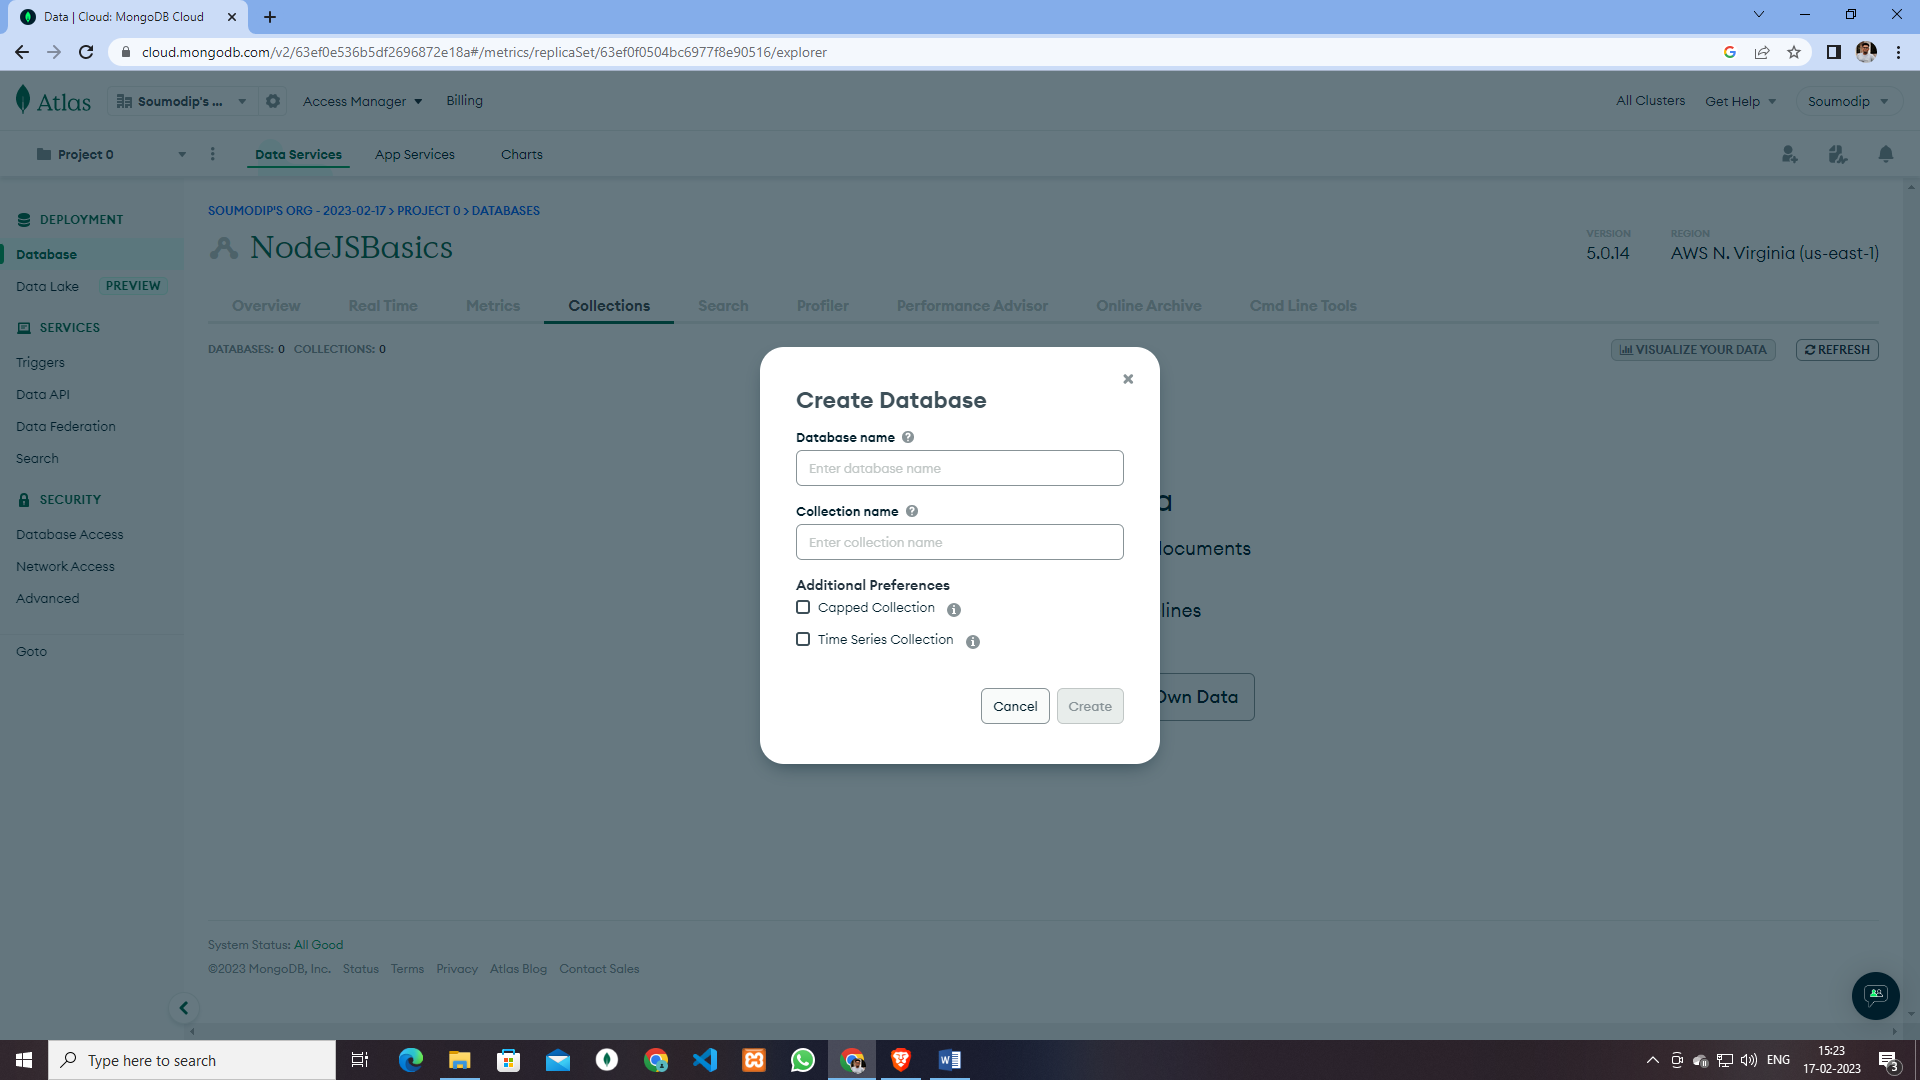 Data | Cloud: MongoDB Cloud
cloud.mongodb.com/v2/63ef0e536b5df2696872e18a#/metrics/replicaSet/63ef0f0504bc6977f8e90516/explorer
Atlas
Soumodip's ...
Access Manager
Billing
All Clusters
Get Help
Soumodip
Project 0
Data Services
App Services
Charts
DEPLOYMENT
Database
Data Lake PREVIEW
SERVICES
Triggers
Data API
Data Federation
Search
SECURITY
Database Access
Network Access
Advanced
Goto
SOUMODIP'S ORG - 2023-02-17 > PROJECT 0 > DATABASES
NodeJSBasics
VERSION
5.0.14
REGION
AWS N. Virginia (us-east-1)
Overview
Real Time
Metrics
Collections
Search
Profiler
Performance Advisor
Online Archive
Cmd Line Tools
DATABASES: 0 COLLECTIONS: 0
VISUALIZE YOUR DATA
REFRESH
Create Database
Database name
Enter database name
Collection name
Enter collection name
Additional Preferences
Capped Collection
Time Series Collection
Cancel
Create
a
documents
lines
Own Data
System Status: All Good
©2023 MongoDB, Inc. Status Terms Privacy Atlas Blog Contact Sales
Type here to search
ENG
15:23
17-02-2023
3